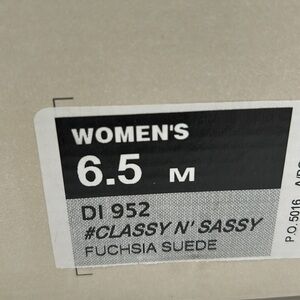 WOMEN'S
6.5 M
DI 952
#CLASSY N' SASSY
FUCHSIA SUEDE
P.O. 5016